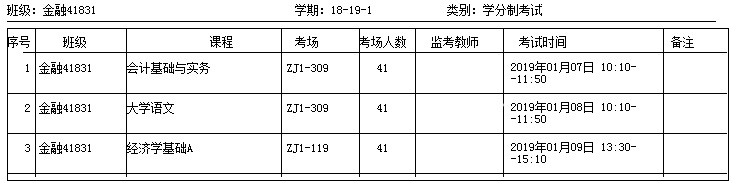 班级: 金融41831 学期: 18-19-1 类别: 学分制考试
序号 班级 课程 考场 考场人数 监考教师 考试时间 备注
1 金融41831 会计基础与实务 ZJ1-309 41 2019年01月07日 10:10-
-11:50
2 金融41831 大学语文 ZJ1-309 41 2019年01月08日 10:10-
-11:50
3 金融41831 经济学基础A ZJ1-119 41 2019年01月09日 13:30-
-15:10